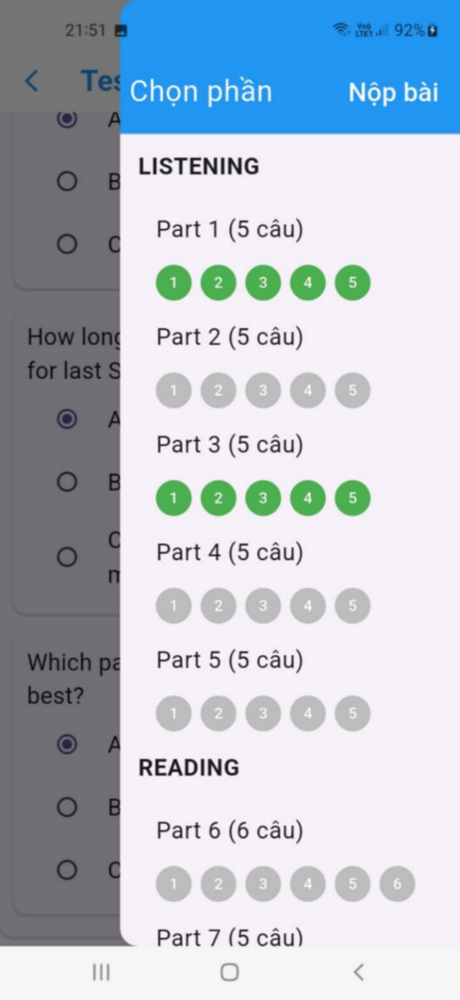 21:51 92%
Tes
Chọn phần Nộp bài
LISTENING
A
B
C
Part 1 (5 câu)
1 2 3 4 5
How long
for last S
Part 2 (5 câu)
1 2 3 4 5
A
B
C
m
Part 3 (5 câu)
1 2 3 4 5
Part 4 (5 câu)
1 2 3 4 5
Which pa
best?
Part 5 (5 câu)
1 2 3 4 5
A
B
C
READING
Part 6 (6 câu)
1 2 3 4 5 6
Part 7 (5 câu)